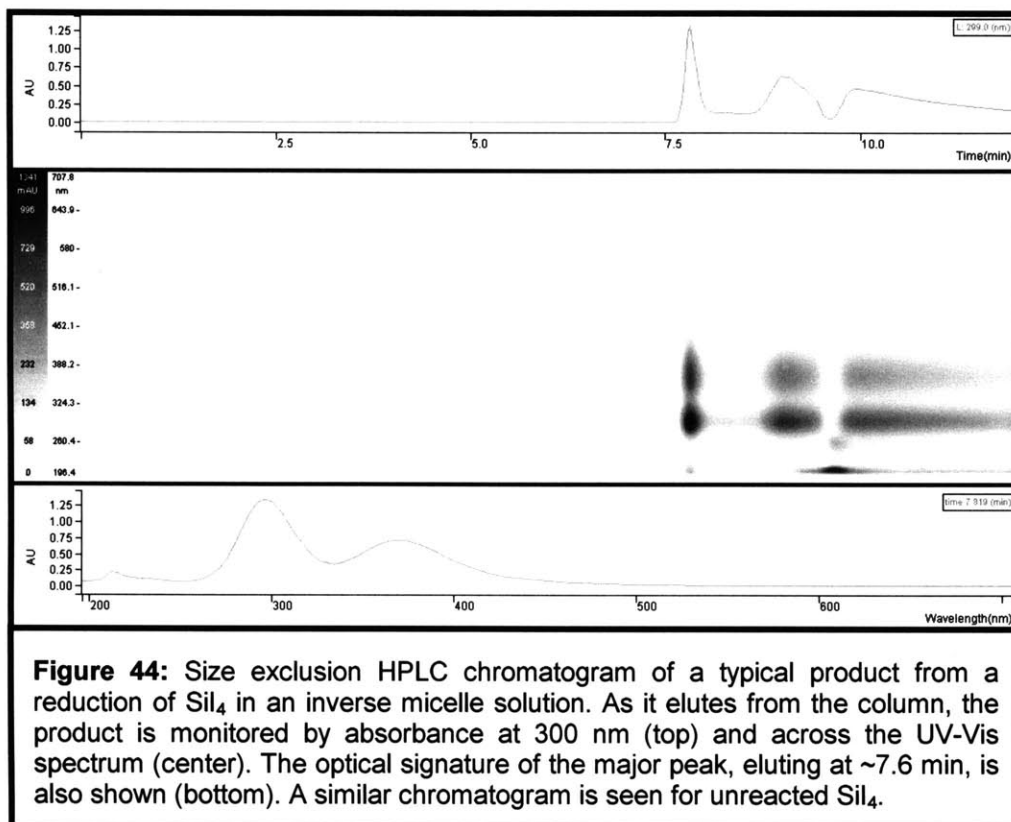 L: 299.0 (nm)
AU
1.25
1.00
0.75
0.50
0.25
0.00
2.5
5.0
7.5
10.0
Time(min)
1341 707.8
mAU nm
996 643.9
729 580
520 516.1
358 452.1
232 388.2
134 324.3
58 260.4
0 196.4
time 7.819 (min)
AU
1.25
1.00
0.75
0.50
0.25
0.00
200
300
400
500
600
Wavelength(nm)
Figure 44: Size exclusion HPLC chromatogram of a typical product from a
reduction of SiI₄ in an inverse micelle solution. As it elutes from the column, the
product is monitored by absorbance at 300 nm (top) and across the UV-Vis
spectrum (center). The optical signature of the major peak, eluting at ~7.6 min, is
also shown (bottom). A similar chromatogram is seen for unreacted SiI₄.